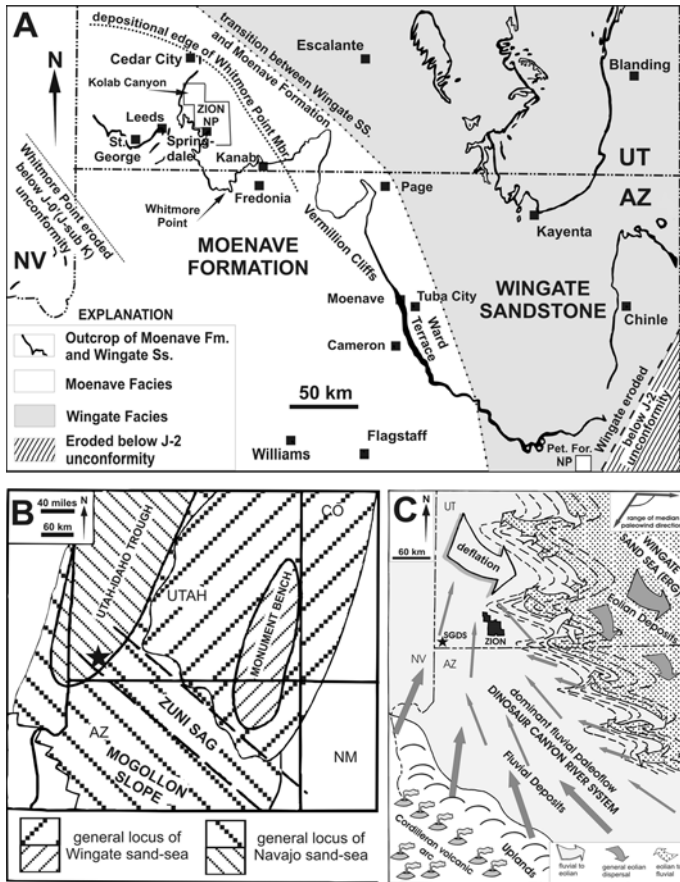 A
N
depositional edge of Whitmore Point Mbr.
transition between Wingate SS.
and Moenave Formation
Escalante
Blanding
Cedar City
Kolab Canyon
ZION
NP
Leeds
St.
George
Spring-
dale
Kanab
Fredonia
Whitmore
Point
Page
UT
AZ
Kayenta
Whitmore Point eroded
below J-0 (J-sub K)
unconformity
NV
MOENAVE
FORMATION
Vermillion Cliffs
WINGATE
SANDSTONE
Moenave
Tuba City
Ward
Terrace
Cameron
Chinle
EXPLANATION
Outcrop of Moenave Fm.
and Wingate Ss.
Moenave Facies
Wingate Facies
Eroded below J-2
unconformity
50 km
Williams
Flagstaff
Pet. For.
NP
Wingate eroded
below J-2
unconformity
B
40 miles
60 km
N
CO
UTAH-IDAHO TROUGH
UTAH
MONUMENT BENCH
ZUNI SAG
AZ
MOGOLLON
SLOPE
NM
general locus of
Wingate sand-sea
general locus of
Navajo sand-sea
C
N
60 km
UT
range of median
paleowind direction
deflation
WINGATE
SAND SEA (ERG)
Eolian Deposits
SGDS
ZION
NV
AZ
dominant fluvial paleoflow
DINOSAUR CANYON RIVER SYSTEM
Fluvial Deposits
Cordilleran volcanic
arc
Uplands
fluvial to
eolian
general eolian
dispersal
eolian to
fluvial